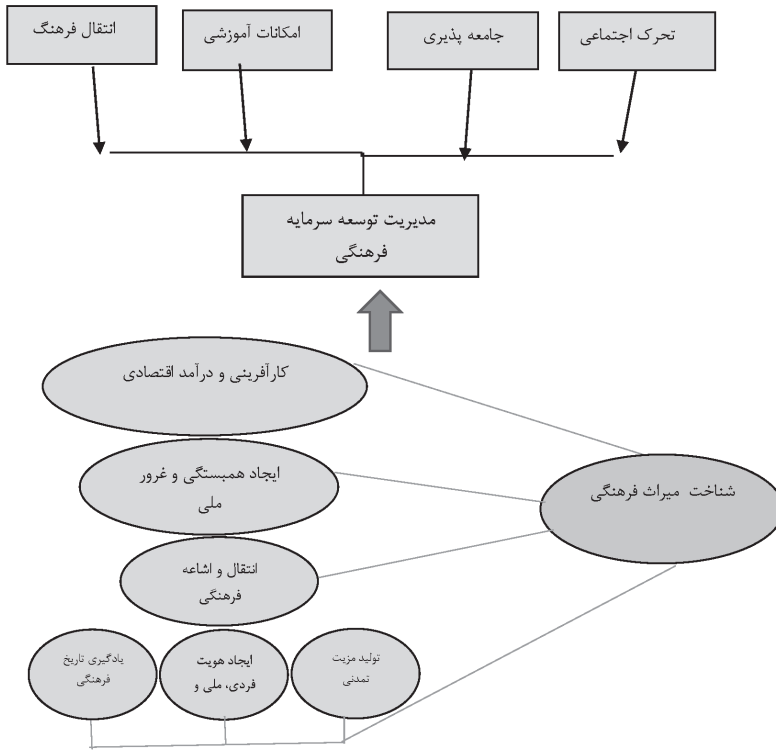 تحرک اجتماعی
جامعه پذیری
امکانات آموزشی
انتقال فرهنگ
مدیریت توسعه سرمایه
فرهنگی
کارآفرینی و درآمد اقتصادی
ایجاد همبستگی و غرور
ملی
شناخت میراث فرهنگی
انتقال و اشاعه
فرهنگی
تولید مزیت
تمدنی
ایجاد هویت
فردی، ملی و
یادگیری تاریخ
فرهنگی